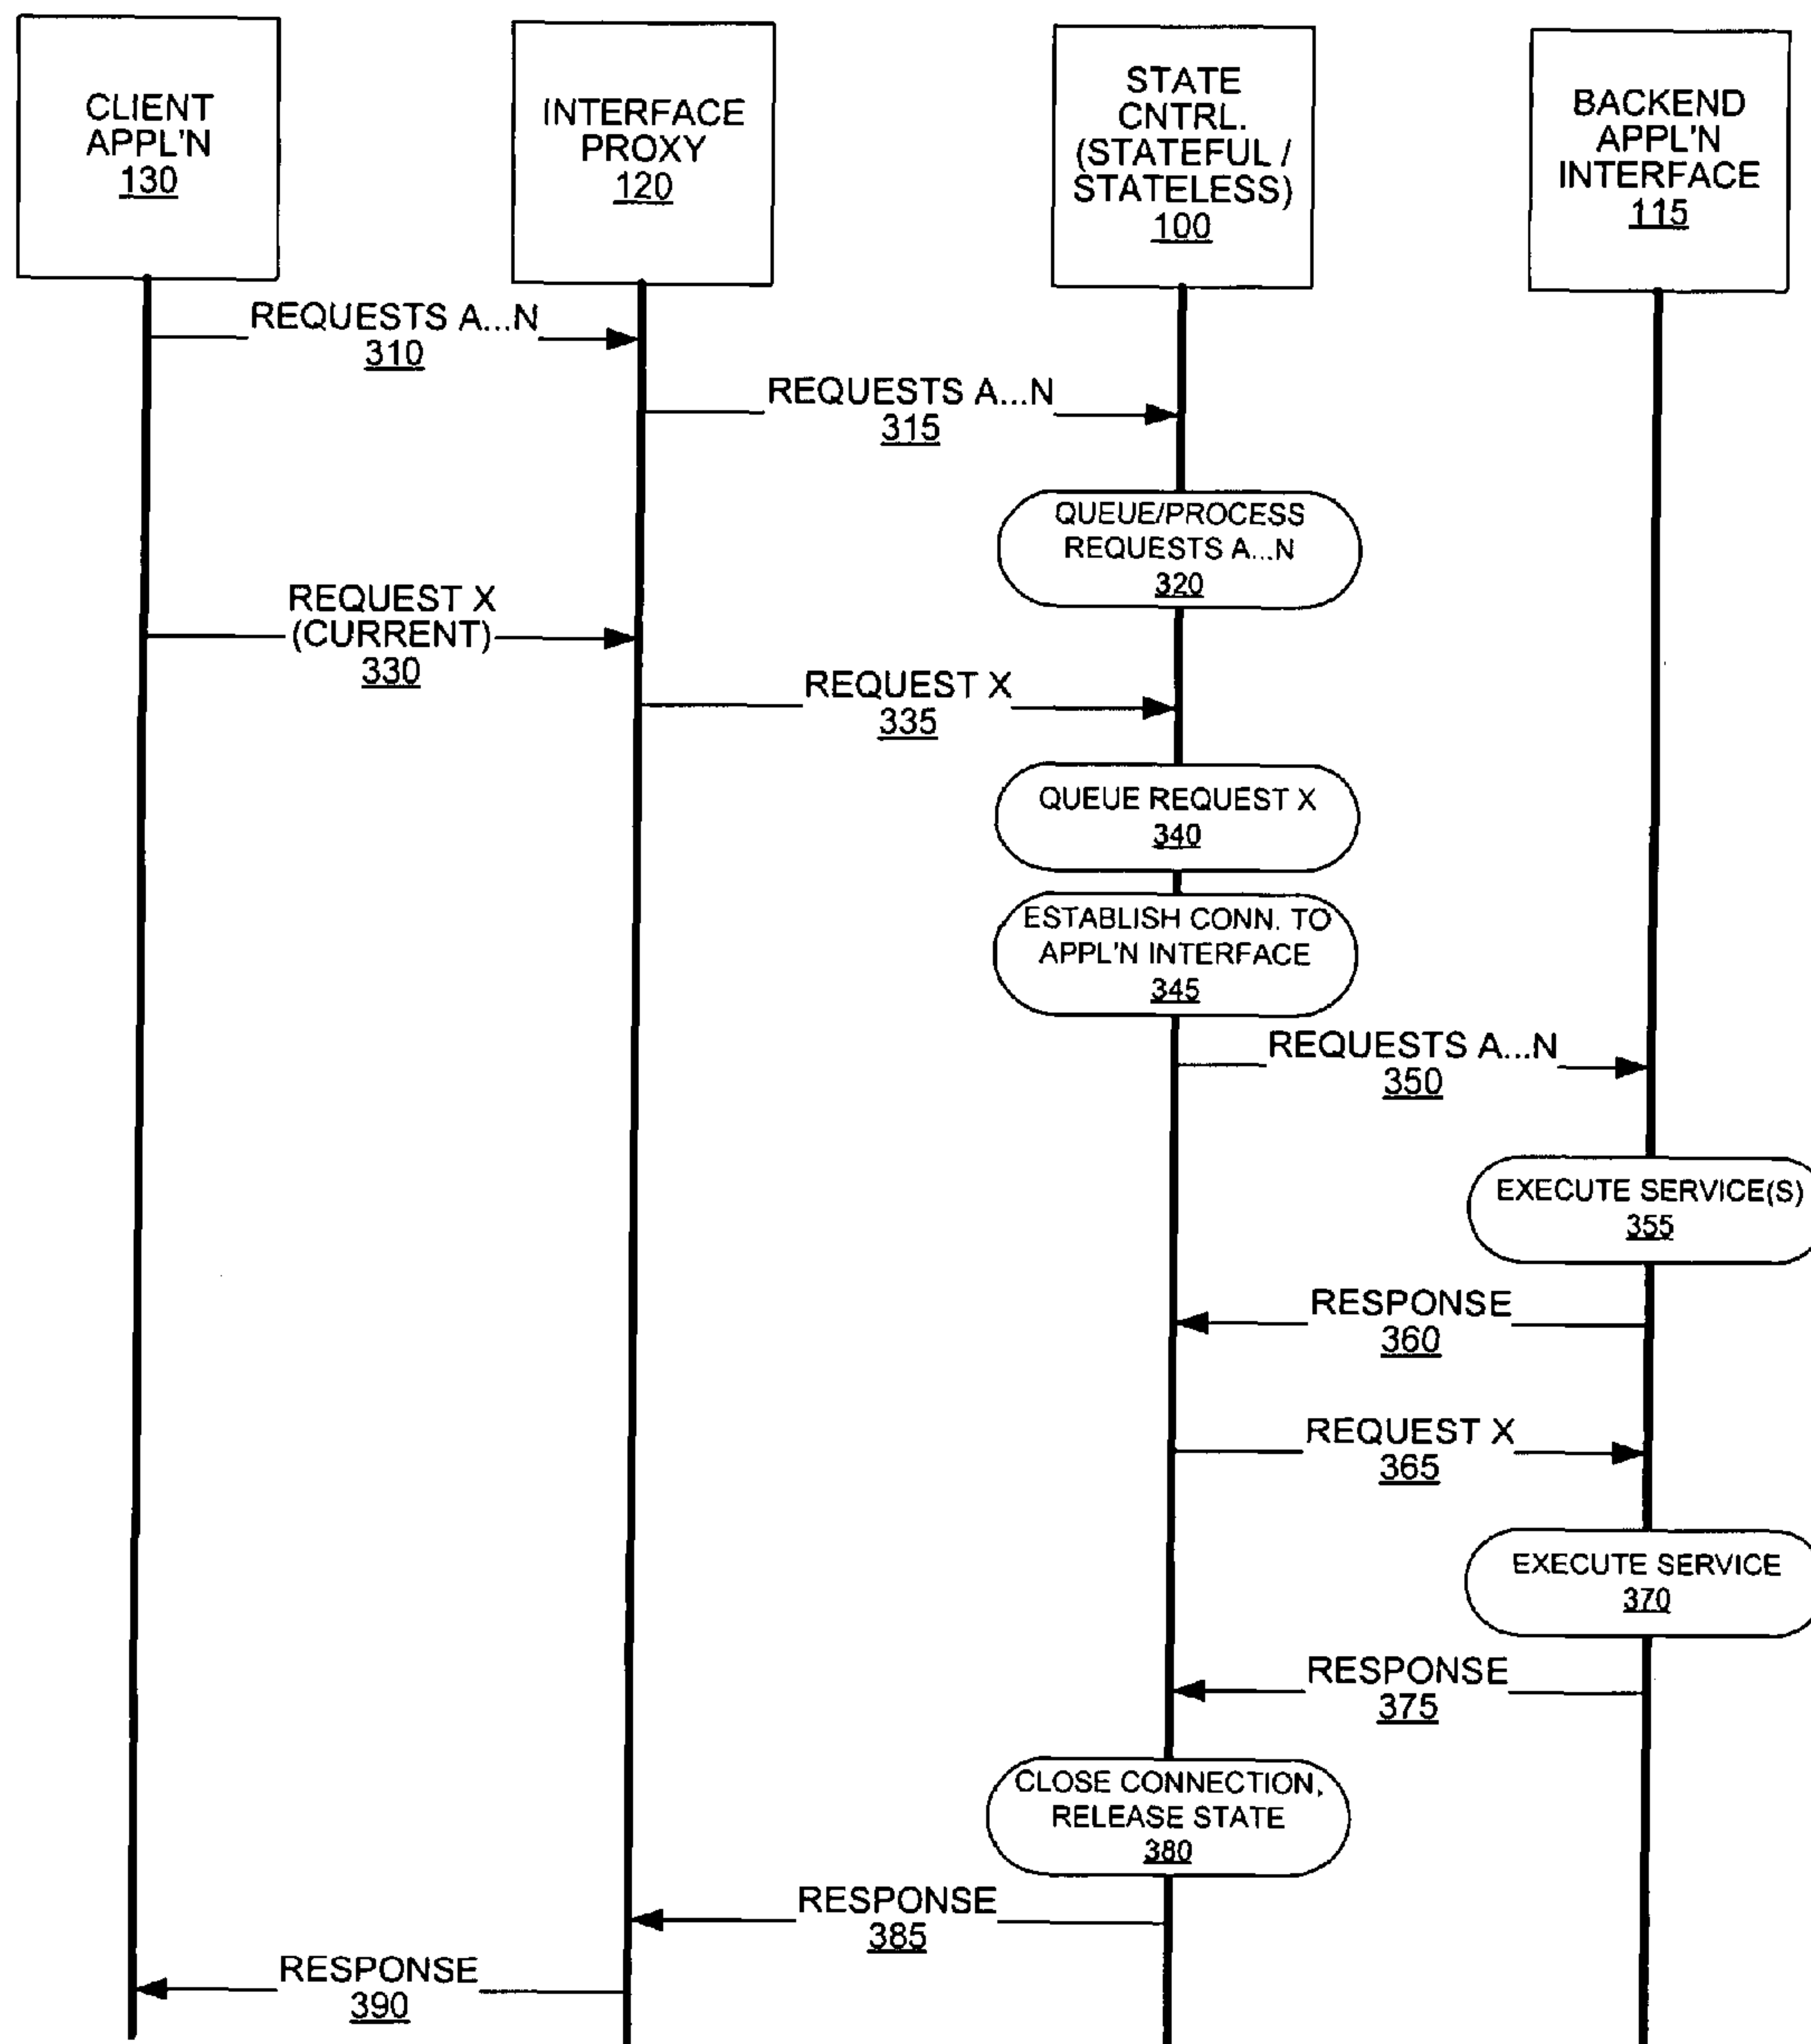 CLIENT
APPL'N
130
INTERFACE
PROXY
120
STATE
CNTRL.
(STATEFUL /
STATELESS)
100
BACKEND
APPL'N
INTERFACE
115
REQUESTS A...N
310
REQUESTS A...N
315
QUEUE/PROCESS
REQUESTS A...N
320
REQUEST X
(CURRENT)
330
REQUEST X
335
QUEUE REQUEST X
340
ESTABLISH CONN. TO
APPL'N INTERFACE
345
REQUESTS A...N
350
EXECUTE SERVICE(S)
355
RESPONSE
360
REQUEST X
365
EXECUTE SERVICE
370
RESPONSE
375
CLOSE CONNECTION,
RELEASE STATE
380
RESPONSE
385
RESPONSE
390